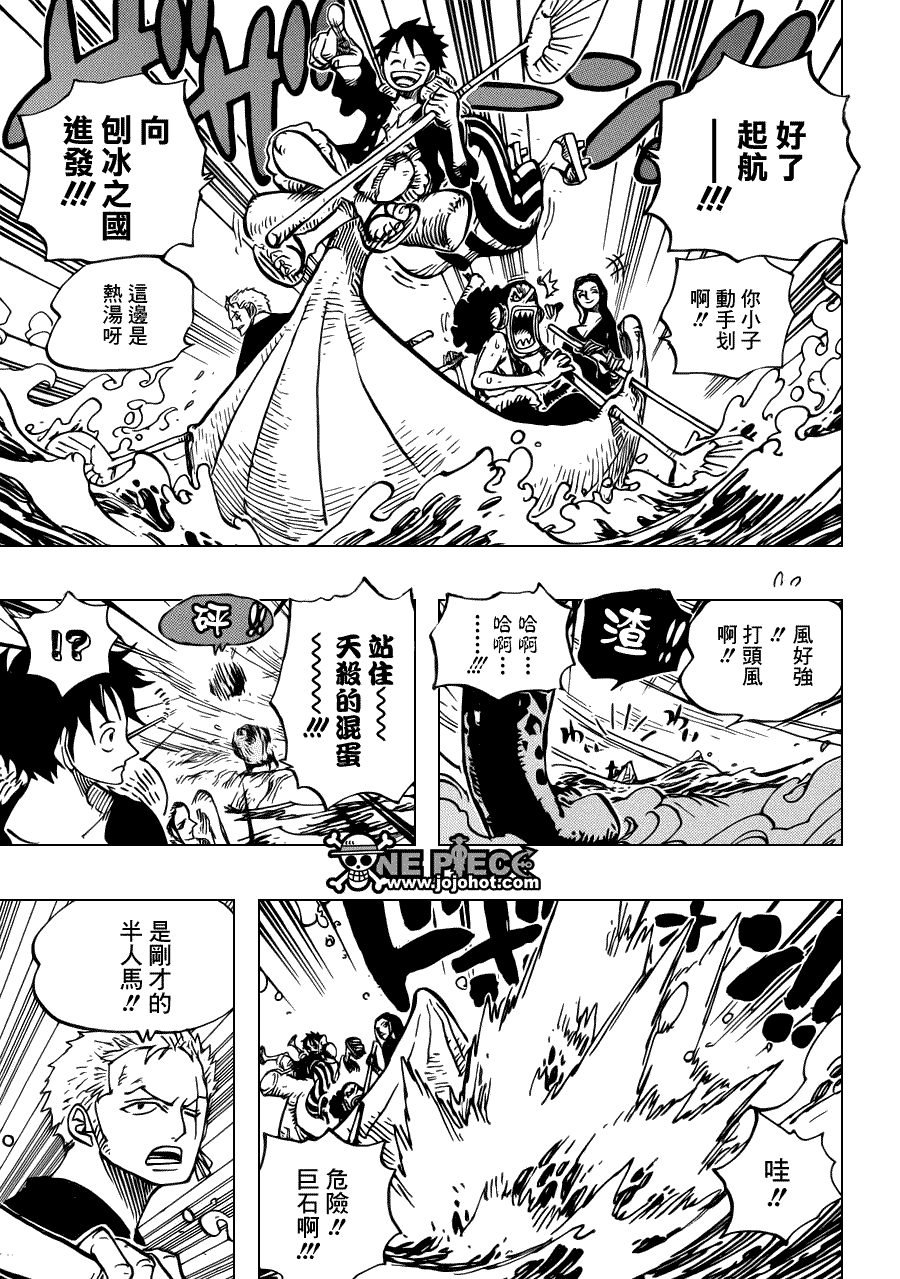 好了
起航
——!!!
向
刨冰之國
進發!!!
你小子
動手划
啊!!
這邊是
熱湯呀
風好強
!!
打頭風
啊!!
渣
!!
哈啊…
哈啊…
……!!!
站住~~
天殺的混蛋
~~~~!!!
砰!!
!?
ONE PIECE
www.jojohot.com
哇!!
危險!!
巨石啊!!!
是剛才的
半人馬!!